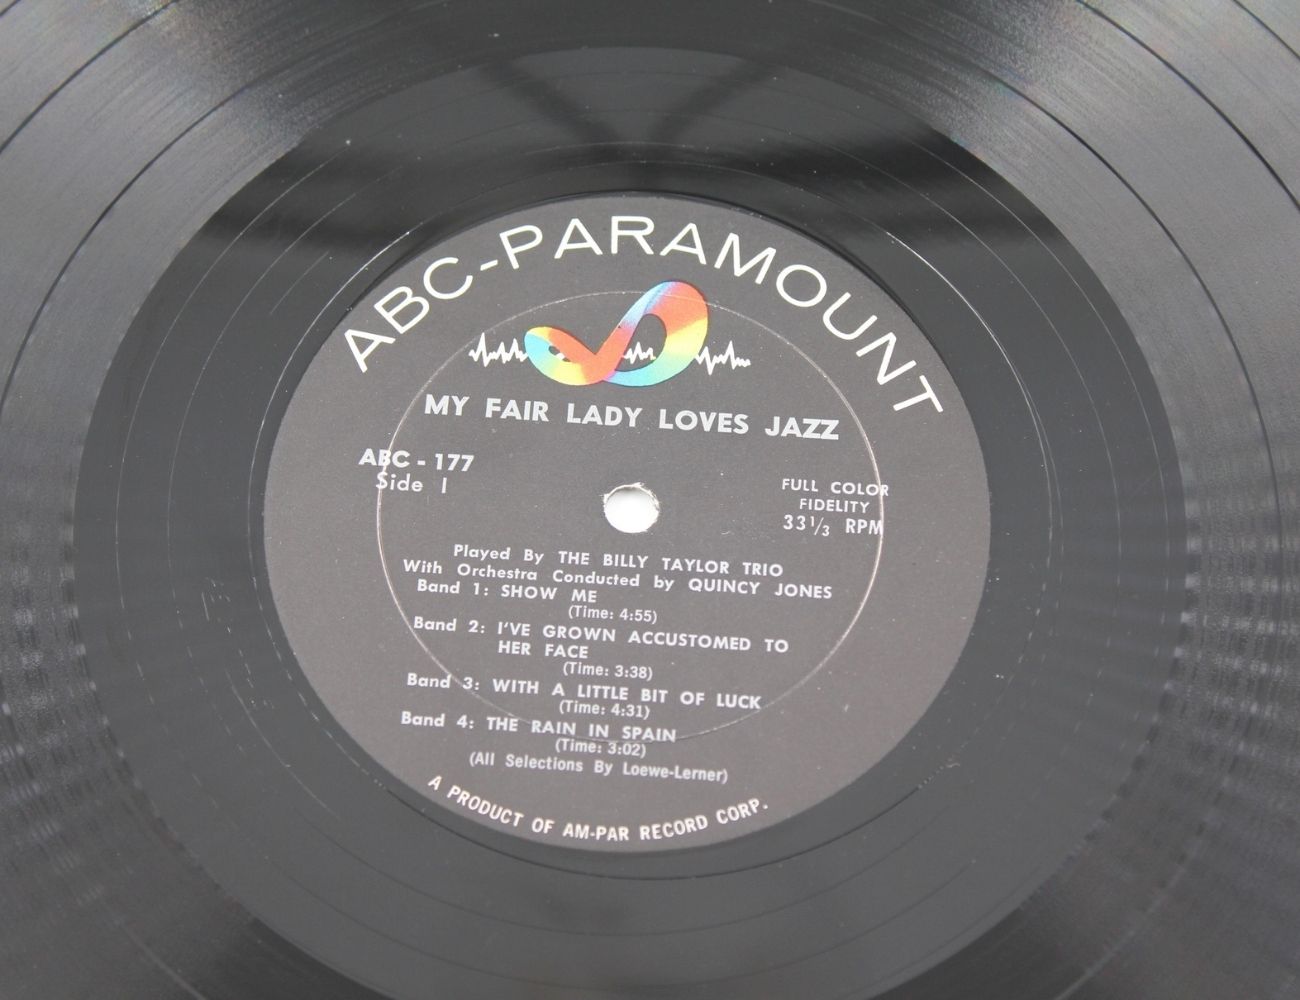 ABC-PARAMOUNT
MY FAIR LADY LOVES JAZZ
ABC - 177
Side 1
FULL COLOR
FIDELITY
33 1/3 RPM
Played By THE BILLY TAYLOR TRIO
With Orchestra Conducted by QUINCY JONES
Band 1: SHOW ME
(Time: 4:55)
Band 2: I'VE GROWN ACCUSTOMED TO
HER FACE
(Time: 3:38)
Band 3: WITH A LITTLE BIT OF LUCK
(Time: 4:31)
Band 4: THE RAIN IN SPAIN
(Time: 3:02)
(All Selections By Loewe-Lerner)
A PRODUCT OF AM-PAR RECORD CORP.